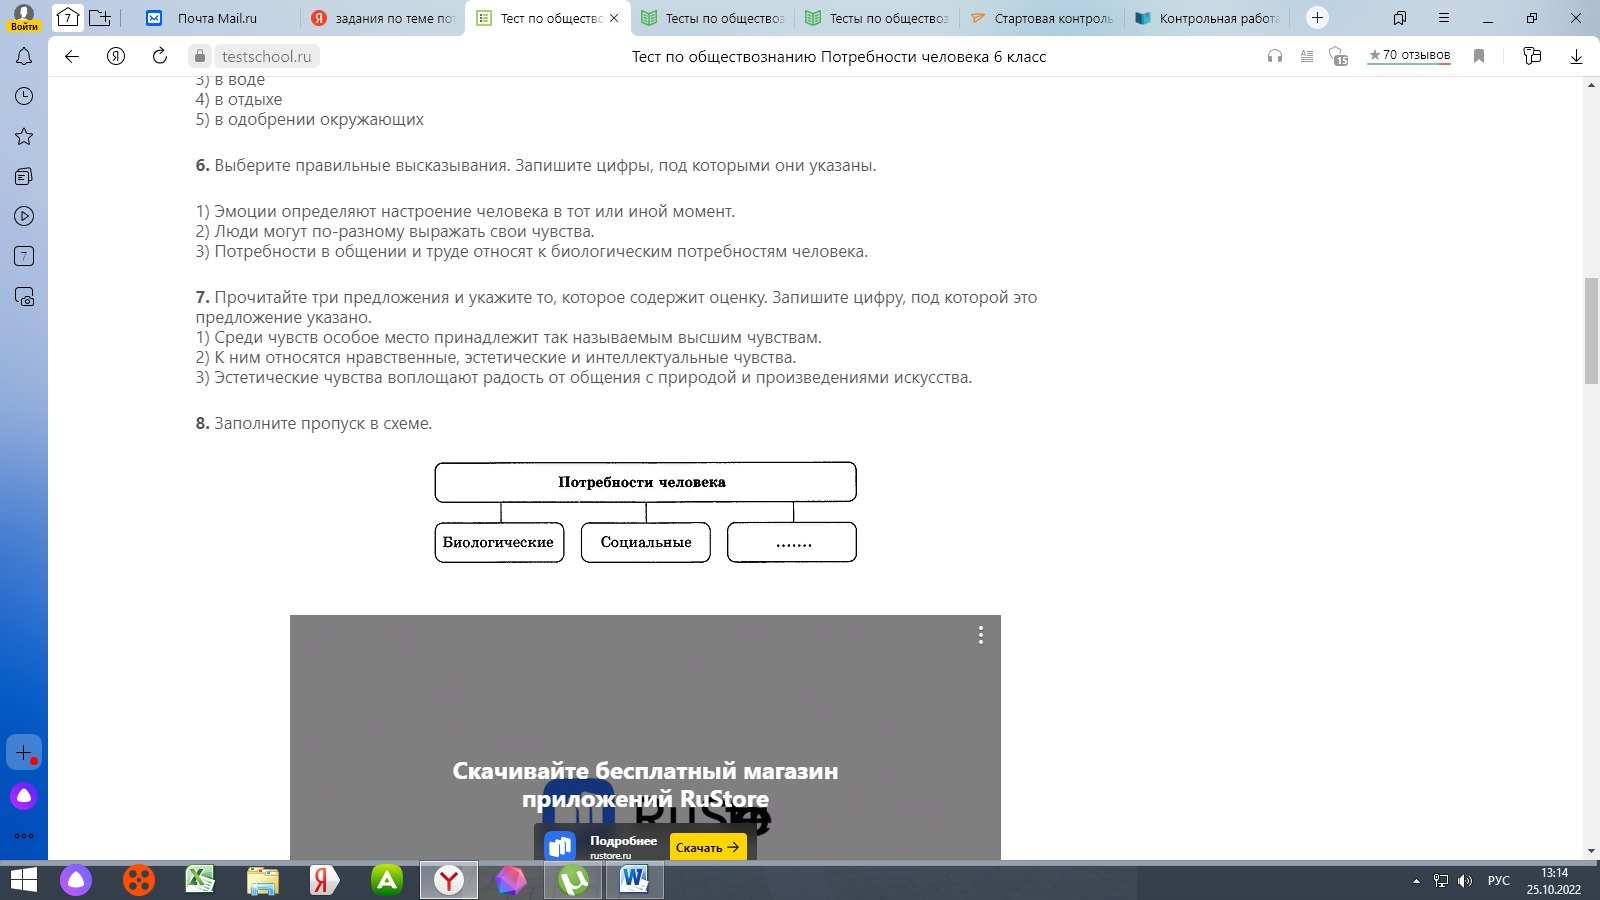 Войти
7
Почта Mail.ru
задания по теме пот
Тест по общество
Тесты по обществоз
Тесты по обществоз
Стартовая контроль
Контрольная работа
testschool.ru
Тест по обществознанию Потребности человека 6 класс
15
★70 отзывов
3) в воде
4) в отдыхе
5) в одобрении окружающих
6. Выберите правильные высказывания. Запишите цифры, под которыми они указаны.
1) Эмоции определяют настроение человека в тот или иной момент.
2) Люди могут по-разному выражать свои чувства.
3) Потребности в общении и труде относят к биологическим потребностям человека.
7. Прочитайте три предложения и укажите то, которое содержит оценку. Запишите цифру, под которой это
предложение указано.
1) Среди чувств особое место принадлежит так называемым высшим чувствам.
2) К ним относятся нравственные, эстетические и интеллектуальные чувства.
3) Эстетические чувства воплощают радость от общения с природой и произведениями искусства.
8. Заполните пропуск в схеме.
Потребности человека
Биологические
Социальные
.......
7
Скачивайте бесплатный магазин
приложений RuStore
Подробнее
rustore.ru
Скачать →
РУС
13:14
25.10.2022